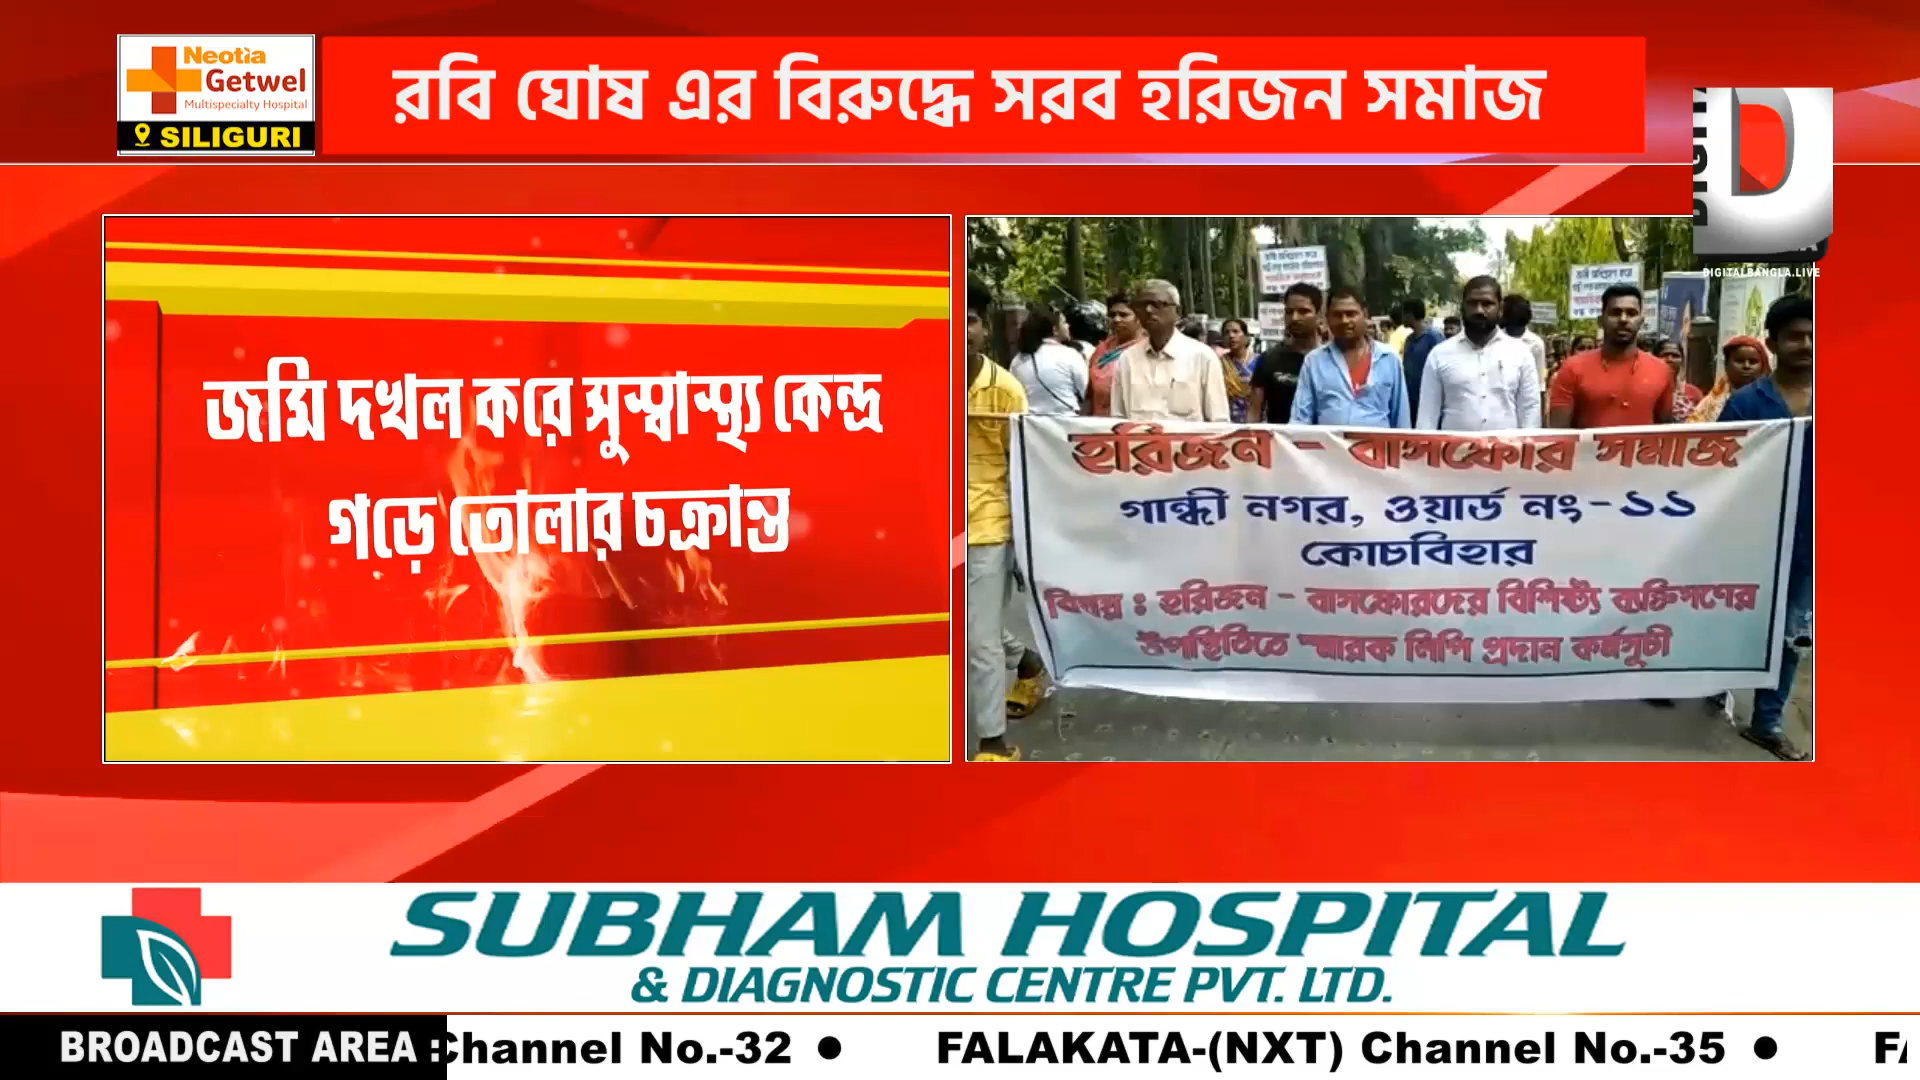 Neotia
Getwel
Multispecialty Hospital
SILIGURI
রবি ঘোষ এর বিরুদ্ধে সরব হরিজন সমাজ
DIGITALBANGLA.LIVE
জমি দখল করে সুস্বাস্থ্য কেন্দ্র
গড়ে তোলার চক্রান্ত
হরিজন - বাসফোর সমাজ
গান্ধী নগর, ওয়ার্ড নং-১১
কোচবিহার
বিষয় : হরিজন - বাসফোরদের বিশিষ্ট্য ব্যক্তিগণের
উপস্থিতিতে স্মারক লিপি প্রদান কর্মসূচী
SUBHAM HOSPITAL
& DIAGNOSTIC CENTRE PVT. LTD.
BROADCAST AREA : Channel No.-32 ● FALAKATA-(NXT) Channel No.-35 ●